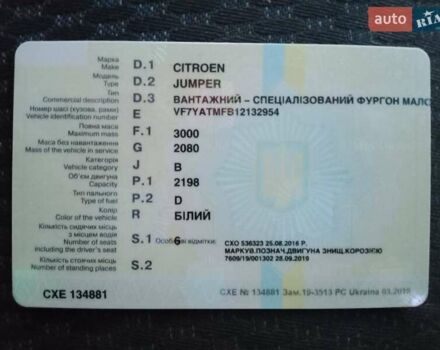 auto RIA
Марка D.1 CITROEN
Make
Модель D.2 JUMPER
Type
Commercial description D.3 ВАНТАЖНИЙ – СПЕЦІАЛІЗОВАНИЙ ФУРГОН МАЛО
Номер шасі (кузова, рами) E VF7YATMFB12132954
Vehicle identification number
Повна маса F.1 3000
Maximum mass
Маса без навантаження G 2080
Mass of the vehicle in service
Категорія J B
Vehicle category
Об'єм двигуна P.1 2198
Capacity
Тип пального P.2 D
Type of fuel
Колір R БІЛИЙ
Color of the vehicle
Кількість сидячих місць
з місцем водія S.1 6 Особливі відмітки: СХО 536323 25.08.2016 Р.
Number of seats МАРКУВ.ПОЗНАЧ.ДВИГУНА ЗНИЩ.КОРОЗІЄЮ
including the driver's seat) 7609/19/001302 28.09.2019
Кількість стоячих місць S.2
Number of standing places
CXE 134881
CXE № 134881 Зам.19-3513 PC Ukraina 03.2019